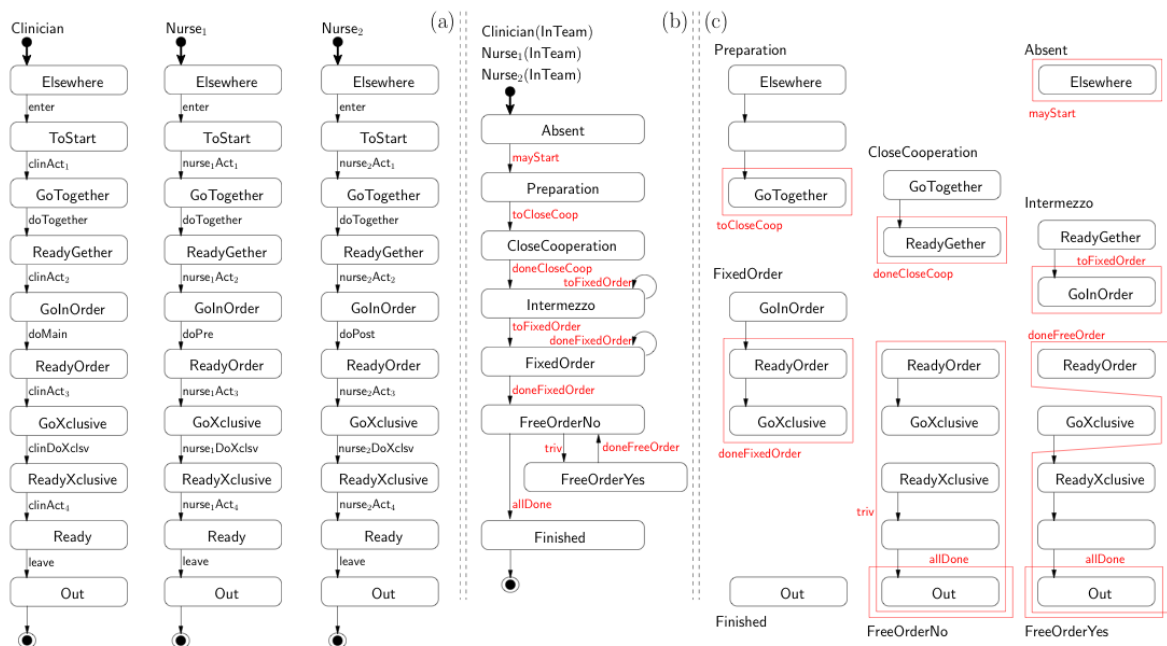 (a)
Clinician
Elsewhere
enter
ToStart
clinAct₁
GoTogether
doTogether
ReadyGether
clinAct₂
GoInOrder
doMain
ReadyOrder
clinAct₃
GoXclusive
clinDoXclsv
ReadyXclusive
clinAct₄
Ready
leave
Out
Nurse₁
Elsewhere
enter
ToStart
nurse₁Act₁
GoTogether
doTogether
ReadyGether
nurse₁Act₂
GoInOrder
doPre
ReadyOrder
nurse₁Act₃
GoXclusive
nurse₁DoXclsv
ReadyXclusive
nurse₁Act₄
Ready
leave
Out
Nurse₂
Elsewhere
enter
ToStart
nurse₂Act₁
GoTogether
doTogether
ReadyGether
nurse₂Act₂
GoInOrder
doPost
ReadyOrder
nurse₂Act₃
GoXclusive
nurse₂DoXclsv
ReadyXclusive
nurse₂Act₄
Ready
leave
Out
(b)
Clinician(InTeam)
Nurse₁(InTeam)
Nurse₂(InTeam)
Absent
mayStart
Preparation
toCloseCoop
CloseCooperation
doneCloseCoop
toFixedOrder
Intermezzo
toFixedOrder
doneFixedOrder
FixedOrder
doneFixedOrder
FreeOrderNo
triv
doneFreeOrder
FreeOrderYes
allDone
Finished
(c)
Preparation
Elsewhere
GoTogether
toCloseCoop
FixedOrder
GoInOrder
ReadyOrder
GoXclusive
doneFixedOrder
Out
Finished
CloseCooperation
GoTogether
ReadyGether
doneCloseCoop
ReadyOrder
GoXclusive
ReadyXclusive
triv
allDone
Out
FreeOrderNo
Absent
Elsewhere
mayStart
Intermezzo
ReadyGether
toFixedOrder
GoInOrder
doneFreeOrder
ReadyOrder
GoXclusive
ReadyXclusive
allDone
Out
FreeOrderYes